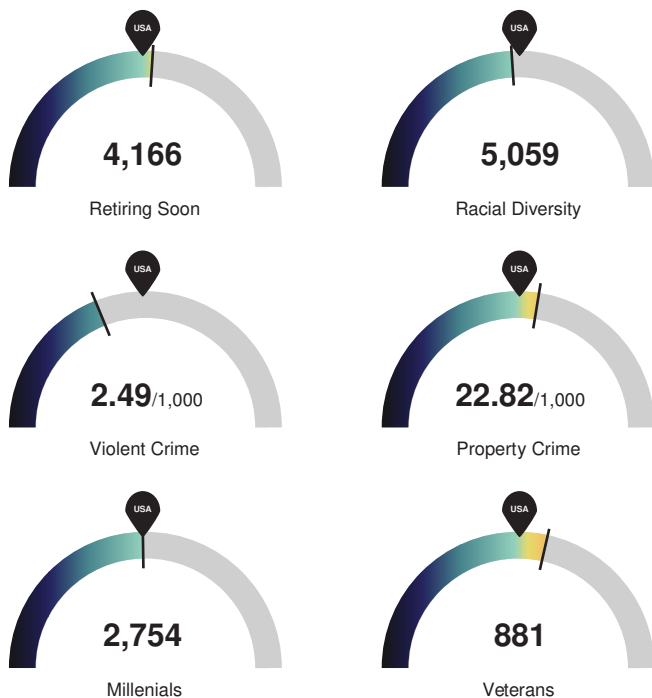 USA
4,166
Retiring Soon
USA
5,059
Racial Diversity
USA
2.49/1,000
Violent Crime
USA
22.82/1,000
Property Crime
USA
2,754
Millenials
USA
881
Veterans